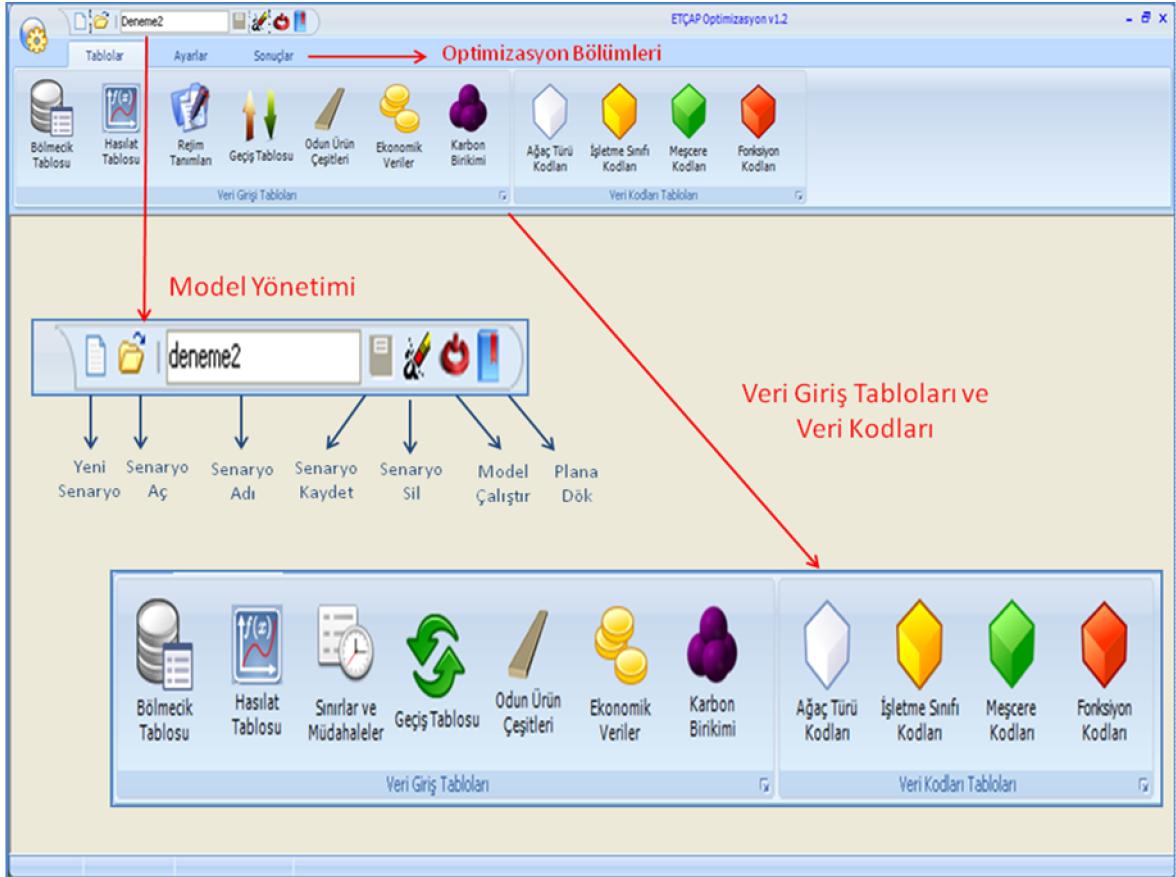 Deneme2
ETÇAP Optimizasyon v1.2
Tablolar Ayarlar Sonuçlar
Optimizasyon Bölümleri
Bölmecik Tablosu
Hasılat Tablosu
Rejim Tanımları
Geçiş Tablosu
Odun Ürün Çeşitleri
Ekonomik Veriler
Karbon Birikimi
Ağaç Türü Kodları
İşletme Sınıfı Kodları
Meşcere Kodları
Fonksiyon Kodları
Veri Girişi Tabloları
Veri Kodları Tabloları
Model Yönetimi
deneme2
Yeni Senaryo
Senaryo Aç
Senaryo Adı
Senaryo Kaydet
Senaryo Sil
Model Çalıştır
Plana Dök
Veri Giriş Tabloları ve
Veri Kodları
f(x)
Bölmecik Tablosu
Hasılat Tablosu
Sınırlar ve Müdahaleler
Geçiş Tablosu
Odun Ürün Çeşitleri
Ekonomik Veriler
Karbon Birikimi
Ağaç Türü Kodları
İşletme Sınıfı Kodları
Meşcere Kodları
Fonksiyon Kodları
Veri Giriş Tabloları
Veri Kodları Tabloları